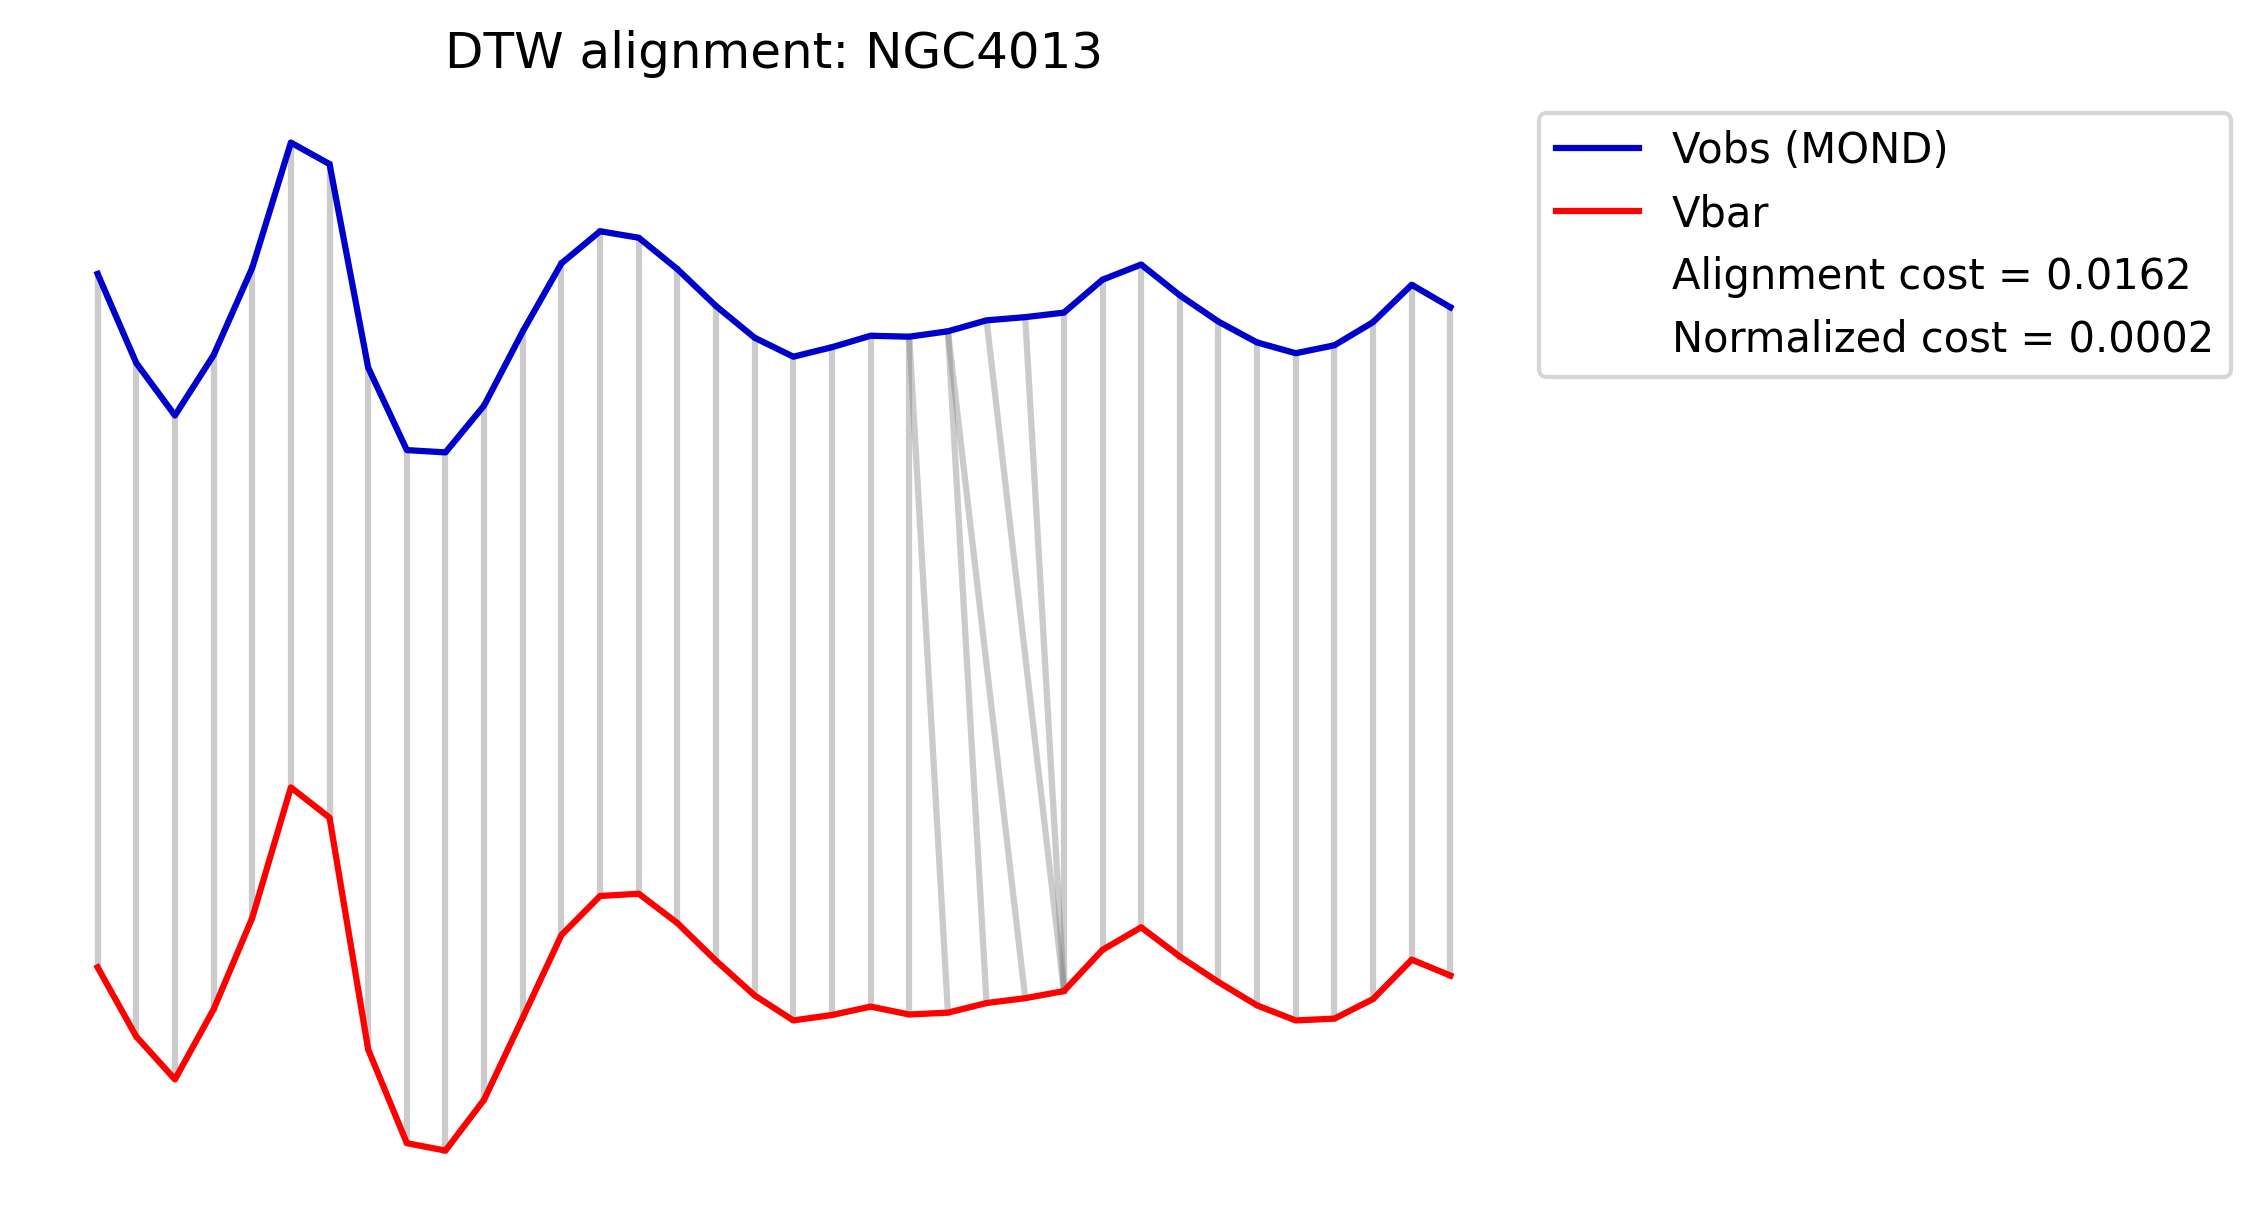 DTW alignment: NGC4013
Vobs (MOND)
Vbar
Alignment cost = 0.0162
Normalized cost = 0.0002